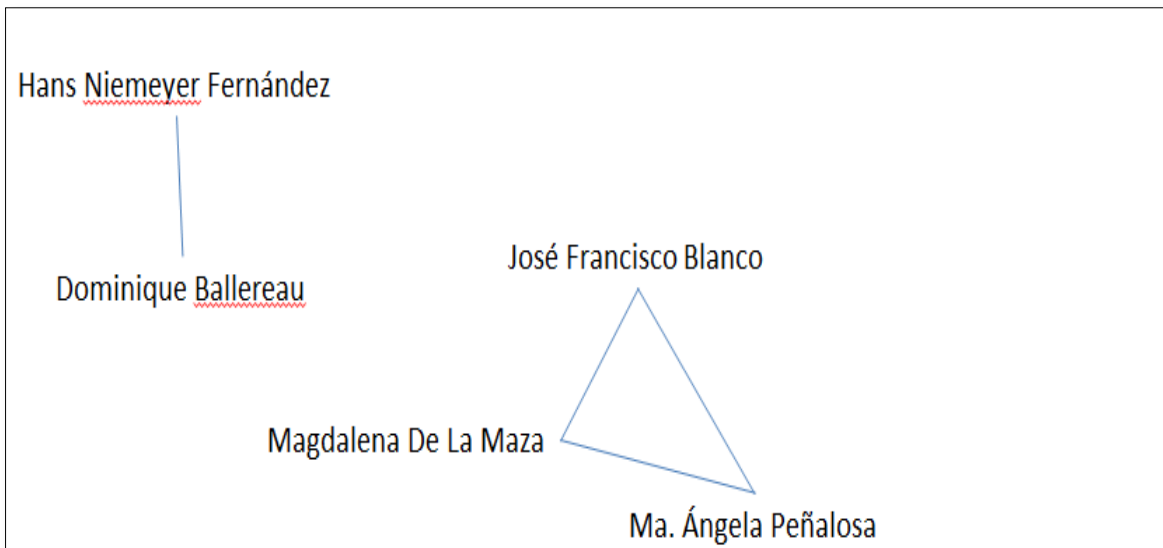 Hans Niemeyer Fernández
Dominique Ballereau
José Francisco Blanco
Magdalena De La Maza
Ma. Ángela Peñalosa